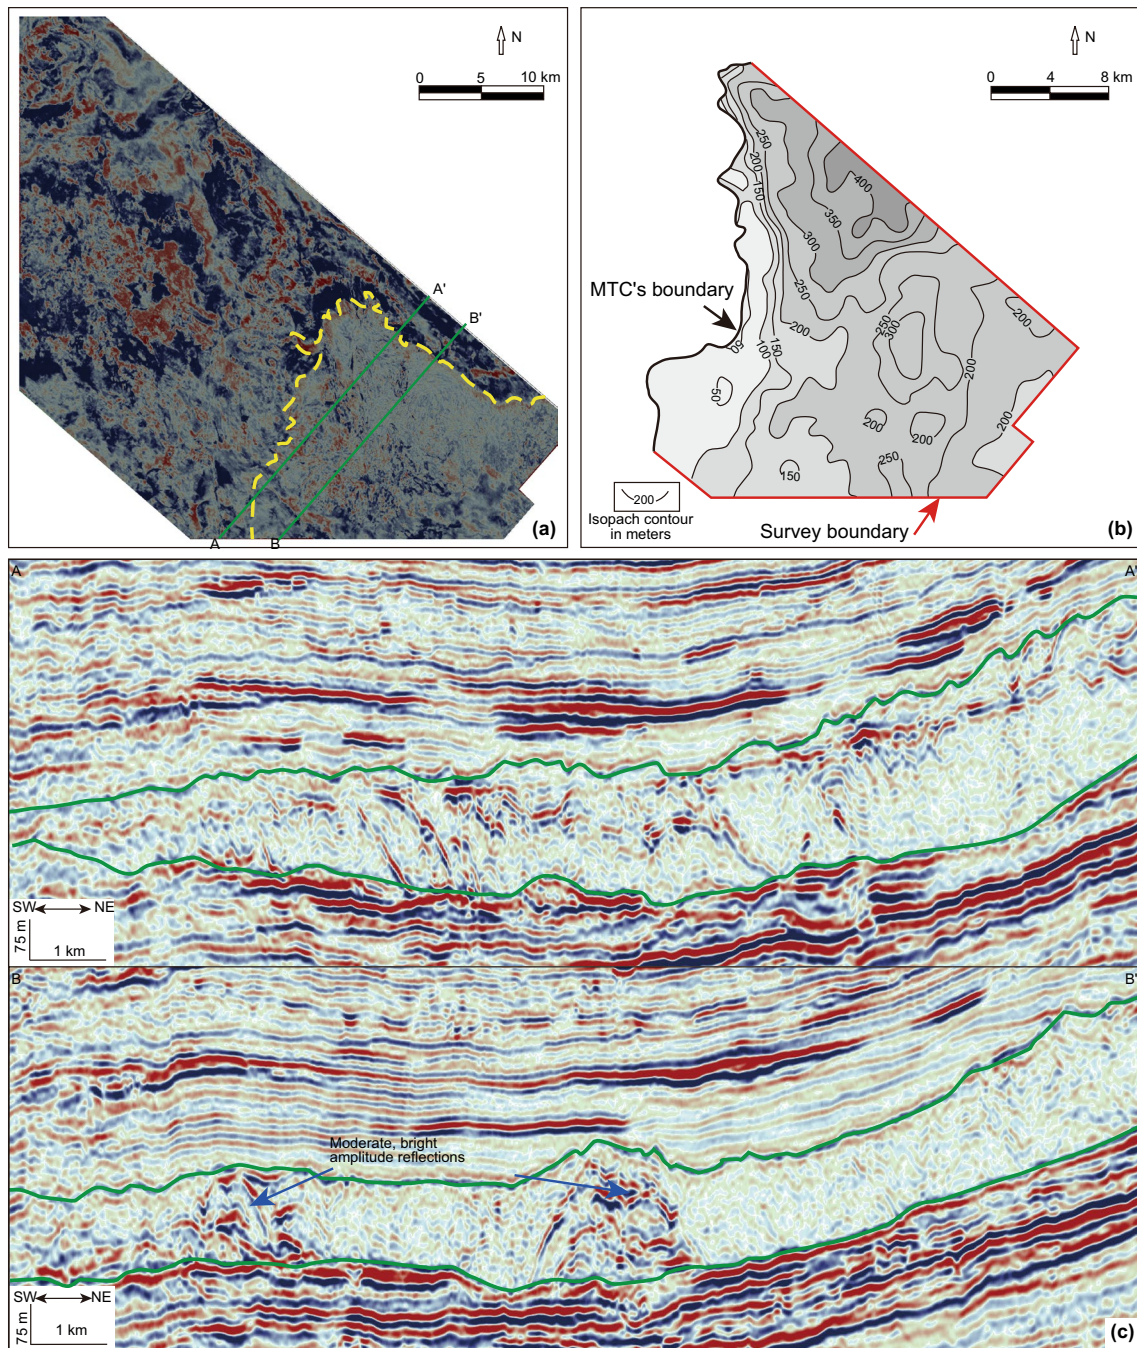 N
0 5 10 km
A'
B'
A
B
(a)
N
0 4 8 km
250
200
150
400
350
300
250
200
150
100
50
50
250
300
200
200
200
200
200
250
150
MTC's boundary
200
Isopach contour
in meters
Survey boundary
(b)
A
A'
SW NE
75 m
1 km
B
B'
Moderate, bright
amplitude reflections
SW NE
75 m
1 km
(c)